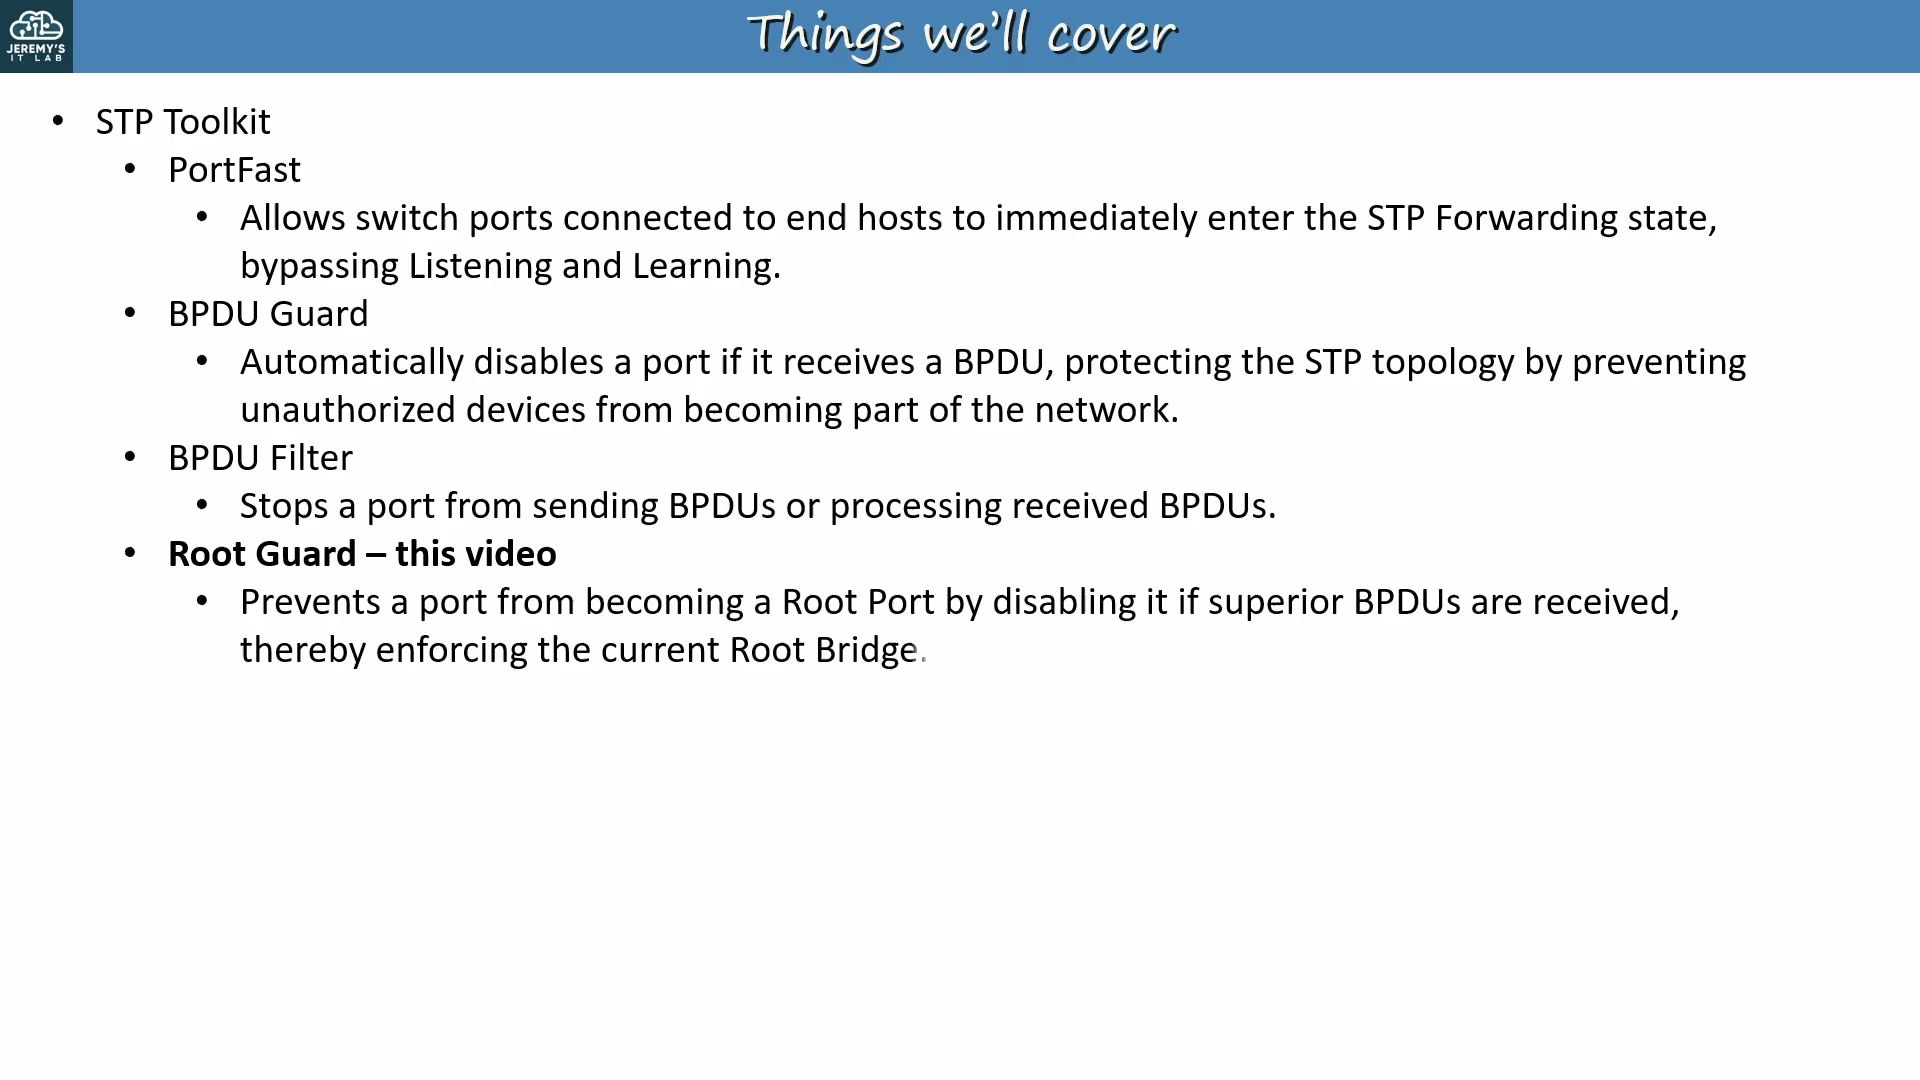 JEREMY'S
IT LAB
Things we'll cover
• STP Toolkit
• PortFast
• Allows switch ports connected to end hosts to immediately enter the STP Forwarding state,
bypassing Listening and Learning.
• BPDU Guard
• Automatically disables a port if it receives a BPDU, protecting the STP topology by preventing
unauthorized devices from becoming part of the network.
• BPDU Filter
• Stops a port from sending BPDUs or processing received BPDUs.
• Root Guard – this video
• Prevents a port from becoming a Root Port by disabling it if superior BPDUs are received,
thereby enforcing the current Root Bridge.